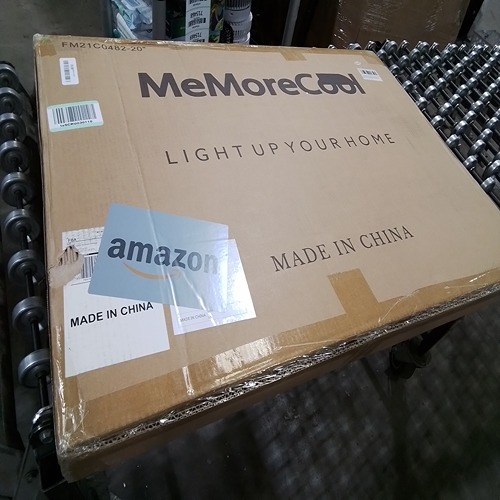 FM21C0482-20"
MeMoreCool
LIGHT UP YOUR HOME
amazon
MADE IN CHINA
MADE IN CHINA